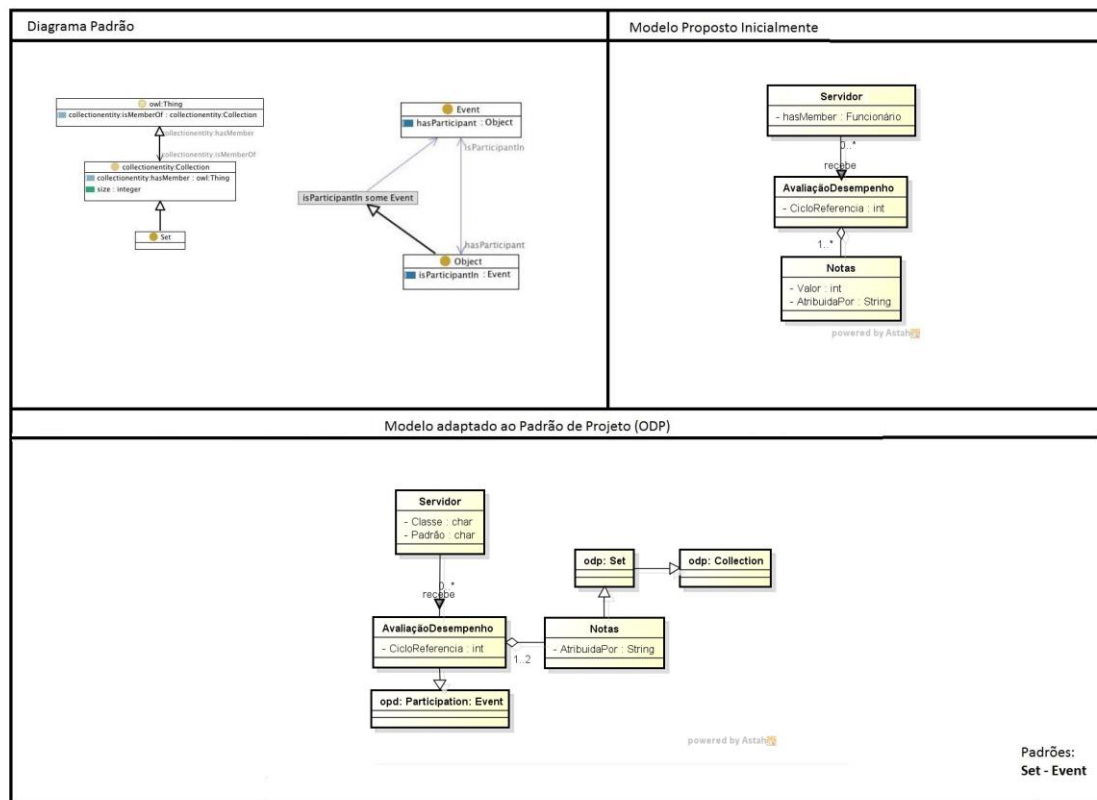 Diagrama Padrão
owl:Thing
collectionentity:isMemberOf : collectionentity:Collection
collectionentity:hasMember
collectionentity:isMemberOf
collectionentity:Collection
collectionentity:hasMember : owl:Thing
size : integer
Set
Event
hasParticipant : Object
isParticipantIn
isParticipantIn some Event
hasParticipant
Object
isParticipantIn : Event
Modelo Proposto Inicialmente
Servidor
- hasMember : Funcionário
0..*
recebe
AvaliaçãoDesempenho
- CicloReferencia : int
1..*
Notas
- Valor : int
- AtribuidaPor : String
powered by Astah
Modelo adaptado ao Padrão de Projeto (ODP)
Servidor
- Classe : char
- Padrão : char
0..*
recebe
odp: Set
odp: Collection
AvaliaçãoDesempenho
- CicloReferencia : int
1..2
Notas
- AtribuidaPor : String
opd: Participation: Event
powered by Astah
Padrões:
Set - Event